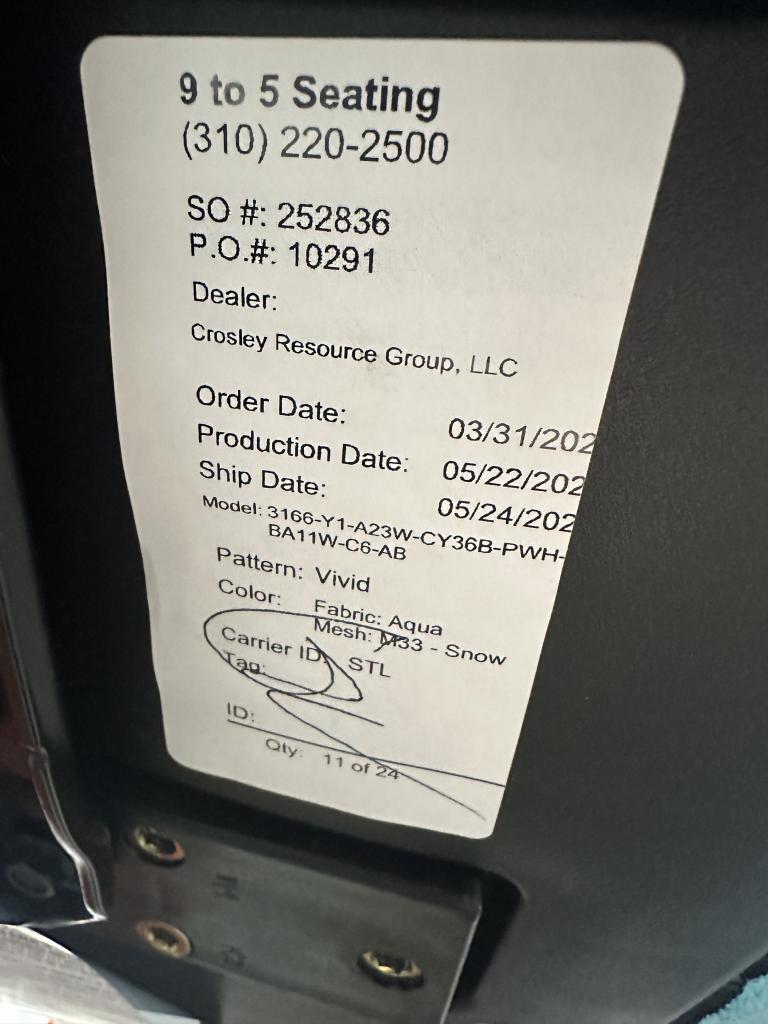 9 to 5 Seating
(310) 220-2500
SO #: 252836
P.O.#: 10291
Dealer:
Crosley Resource Group, LLC
Order Date: 03/31/202
Production Date: 05/22/202
Ship Date: 05/24/202
Model: 3166-Y1-A23W-CY36B-PWH-
BA11W-C6-AB
Pattern: Vivid
Color: Fabric: Aqua
Mesh: M33 - Snow
Carrier ID: STL
Tag:
ID:
Qty: 11 of 24